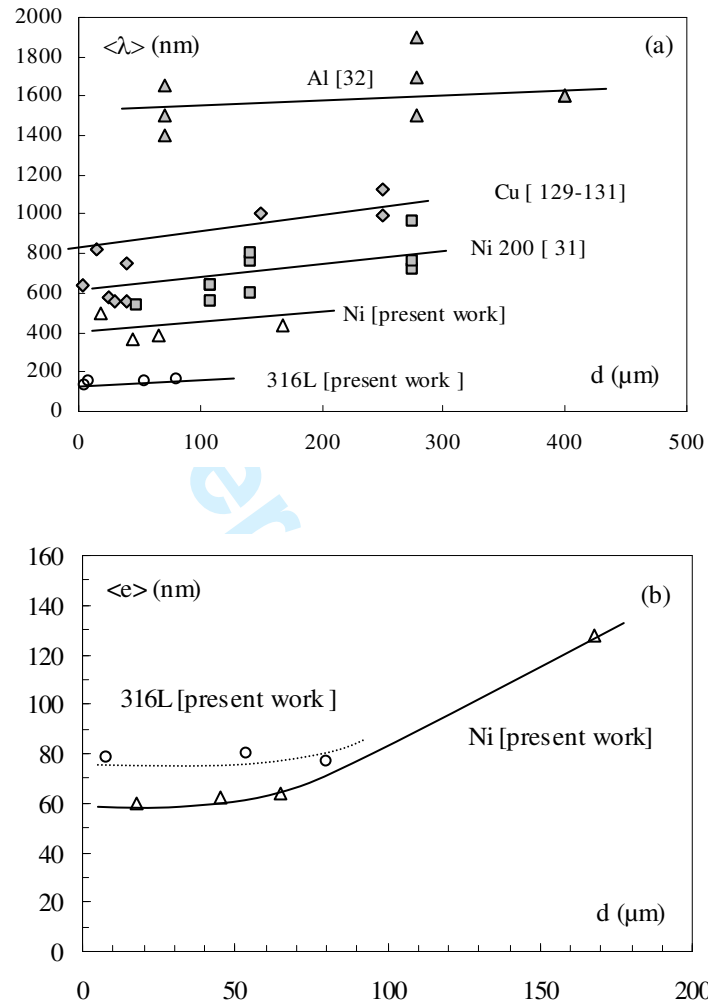 2000
<λ> (nm)
(a)
1800
Al [32]
1600
1400
1200
Cu [ 129-131]
1000
Ni 200 [ 31]
800
600
Ni [present work]
400
316L [present work ]
d (µm)
200
0
0 100 200 300 400 500
er
160
<e> (nm)
(b)
140
120
316L [present work ]
100
Ni [present work]
80
60
40
d (µm)
20
0
0 50 100 150 200